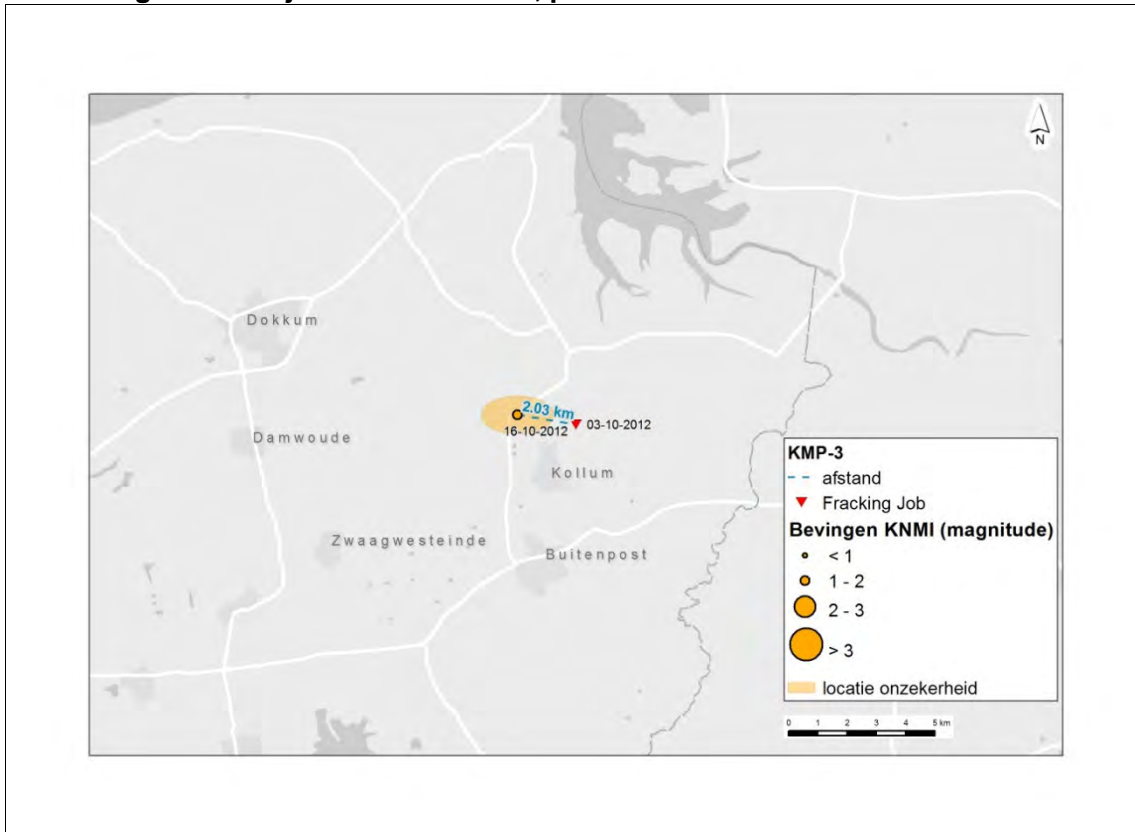 N
Dokkum
2.03 km
16-10-2012
03-10-2012
Damwoude
Kollum
Zwaagwesteinde
Buitenpost
KMP-3
afstand
Fracking Job
Bevingen KNMI (magnitude)
< 1
1 - 2
2 - 3
> 3
locatie onzekerheid
0 1 2 3 4 5 km